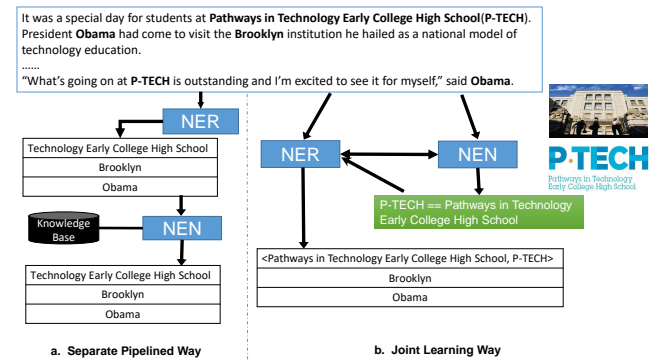 It was a special day for students at Pathways in Technology Early College High School(P-TECH).
President Obama had come to visit the Brooklyn institution he hailed as a national model of
technology education.
......
“What's going on at P-TECH is outstanding and I'm excited to see it for myself,” said Obama.
NER
Technology Early College High School
Brooklyn
Obama
Knowledge
Base
NEN
Technology Early College High School
Brooklyn
Obama
a. Separate Pipelined Way
NER
NEN
P-TECH == Pathways in Technology
Early College High School
<Pathways in Technology Early College High School, P-TECH>
Brooklyn
Obama
b. Joint Learning Way
P·TECH
Pathways in Technology
Early College High School